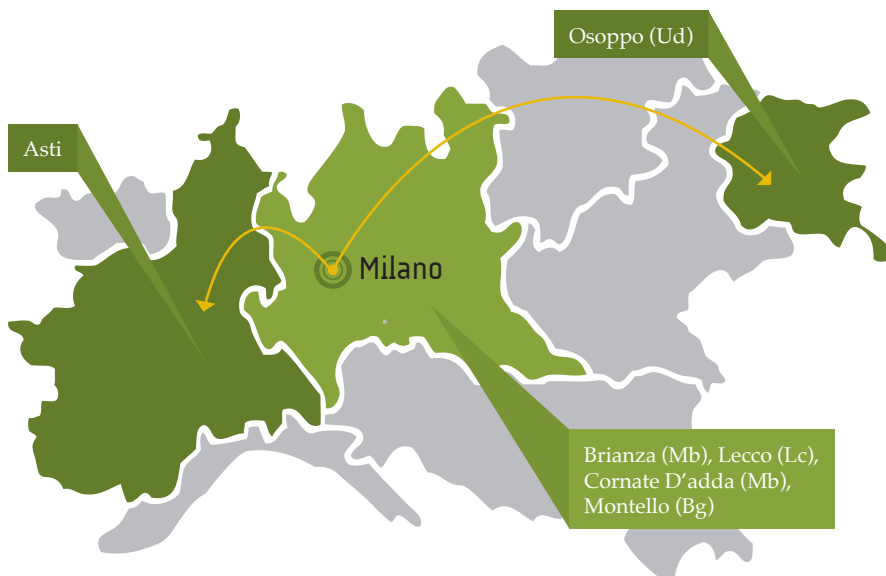 Osoppo (Ud)
Asti
Milano
Brianza (Mb), Lecco (Lc),
Cornate D’adda (Mb),
Montello (Bg)